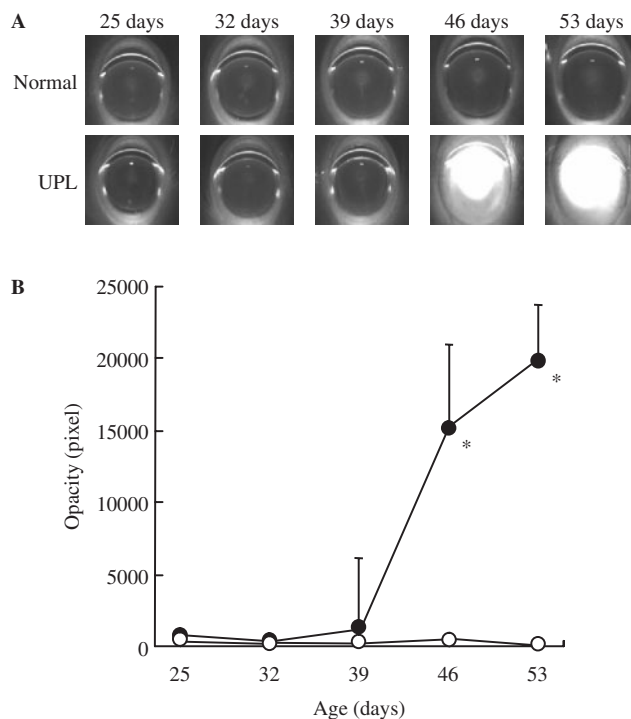 A 25 days 32 days 39 days 46 days 53 days
Normal
UPL
B
25000
20000
15000
10000
5000
0
Opacity (pixel)
*
*
25 32 39 46 53
Age (days)